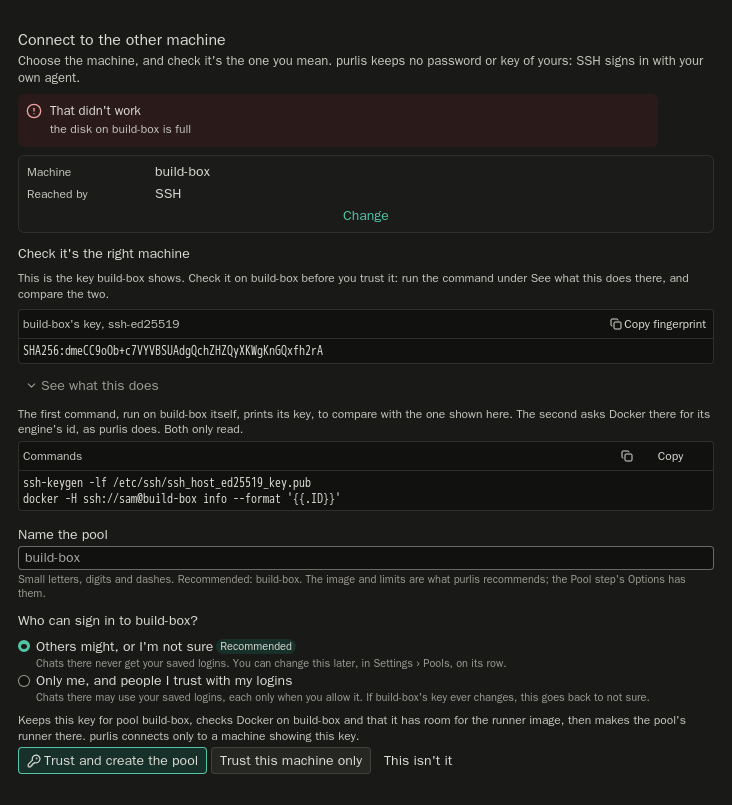 Connect to the other machine
Choose the machine, and check it's the one you mean. purlis keeps no password or key of yours: SSH signs in with your
own agent.
That didn't work
the disk on build-box is full
Machine build-box
Reached by SSH
Change
Check it's the right machine
This is the key build-box shows. Check it on build-box before you trust it: run the command under See what this does there, and
compare the two.
build-box's key, ssh-ed25519 Copy fingerprint
SHA256:dmeCC9oOb+c7VYVBSUAdgQchZHZQyXKWgKnGQxfh2rA
See what this does
The first command, run on build-box itself, prints its key, to compare with the one shown here. The second asks Docker there for its
engine's id, as purlis does. Both only read.
Commands Copy
ssh-keygen -lf /etc/ssh/ssh_host_ed25519_key.pub
docker -H ssh://sam@build-box info --format '{{.ID}}'
Name the pool
build-box
Small letters, digits and dashes. Recommended: build-box. The image and limits are what purlis recommends; the Pool step's Options has
them.
Who can sign in to build-box?
Others might, or I'm not sure Recommended
Chats there never get your saved logins. You can change this later, in Settings › Pools, on its row.
Only me, and people I trust with my logins
Chats there may use your saved logins, each only when you allow it. If build-box's key ever changes, this goes back to not sure.
Keeps this key for pool build-box, checks Docker on build-box and that it has room for the runner image, then makes the pool's
runner there. purlis connects only to a machine showing this key.
Trust and create the pool Trust this machine only This isn't it